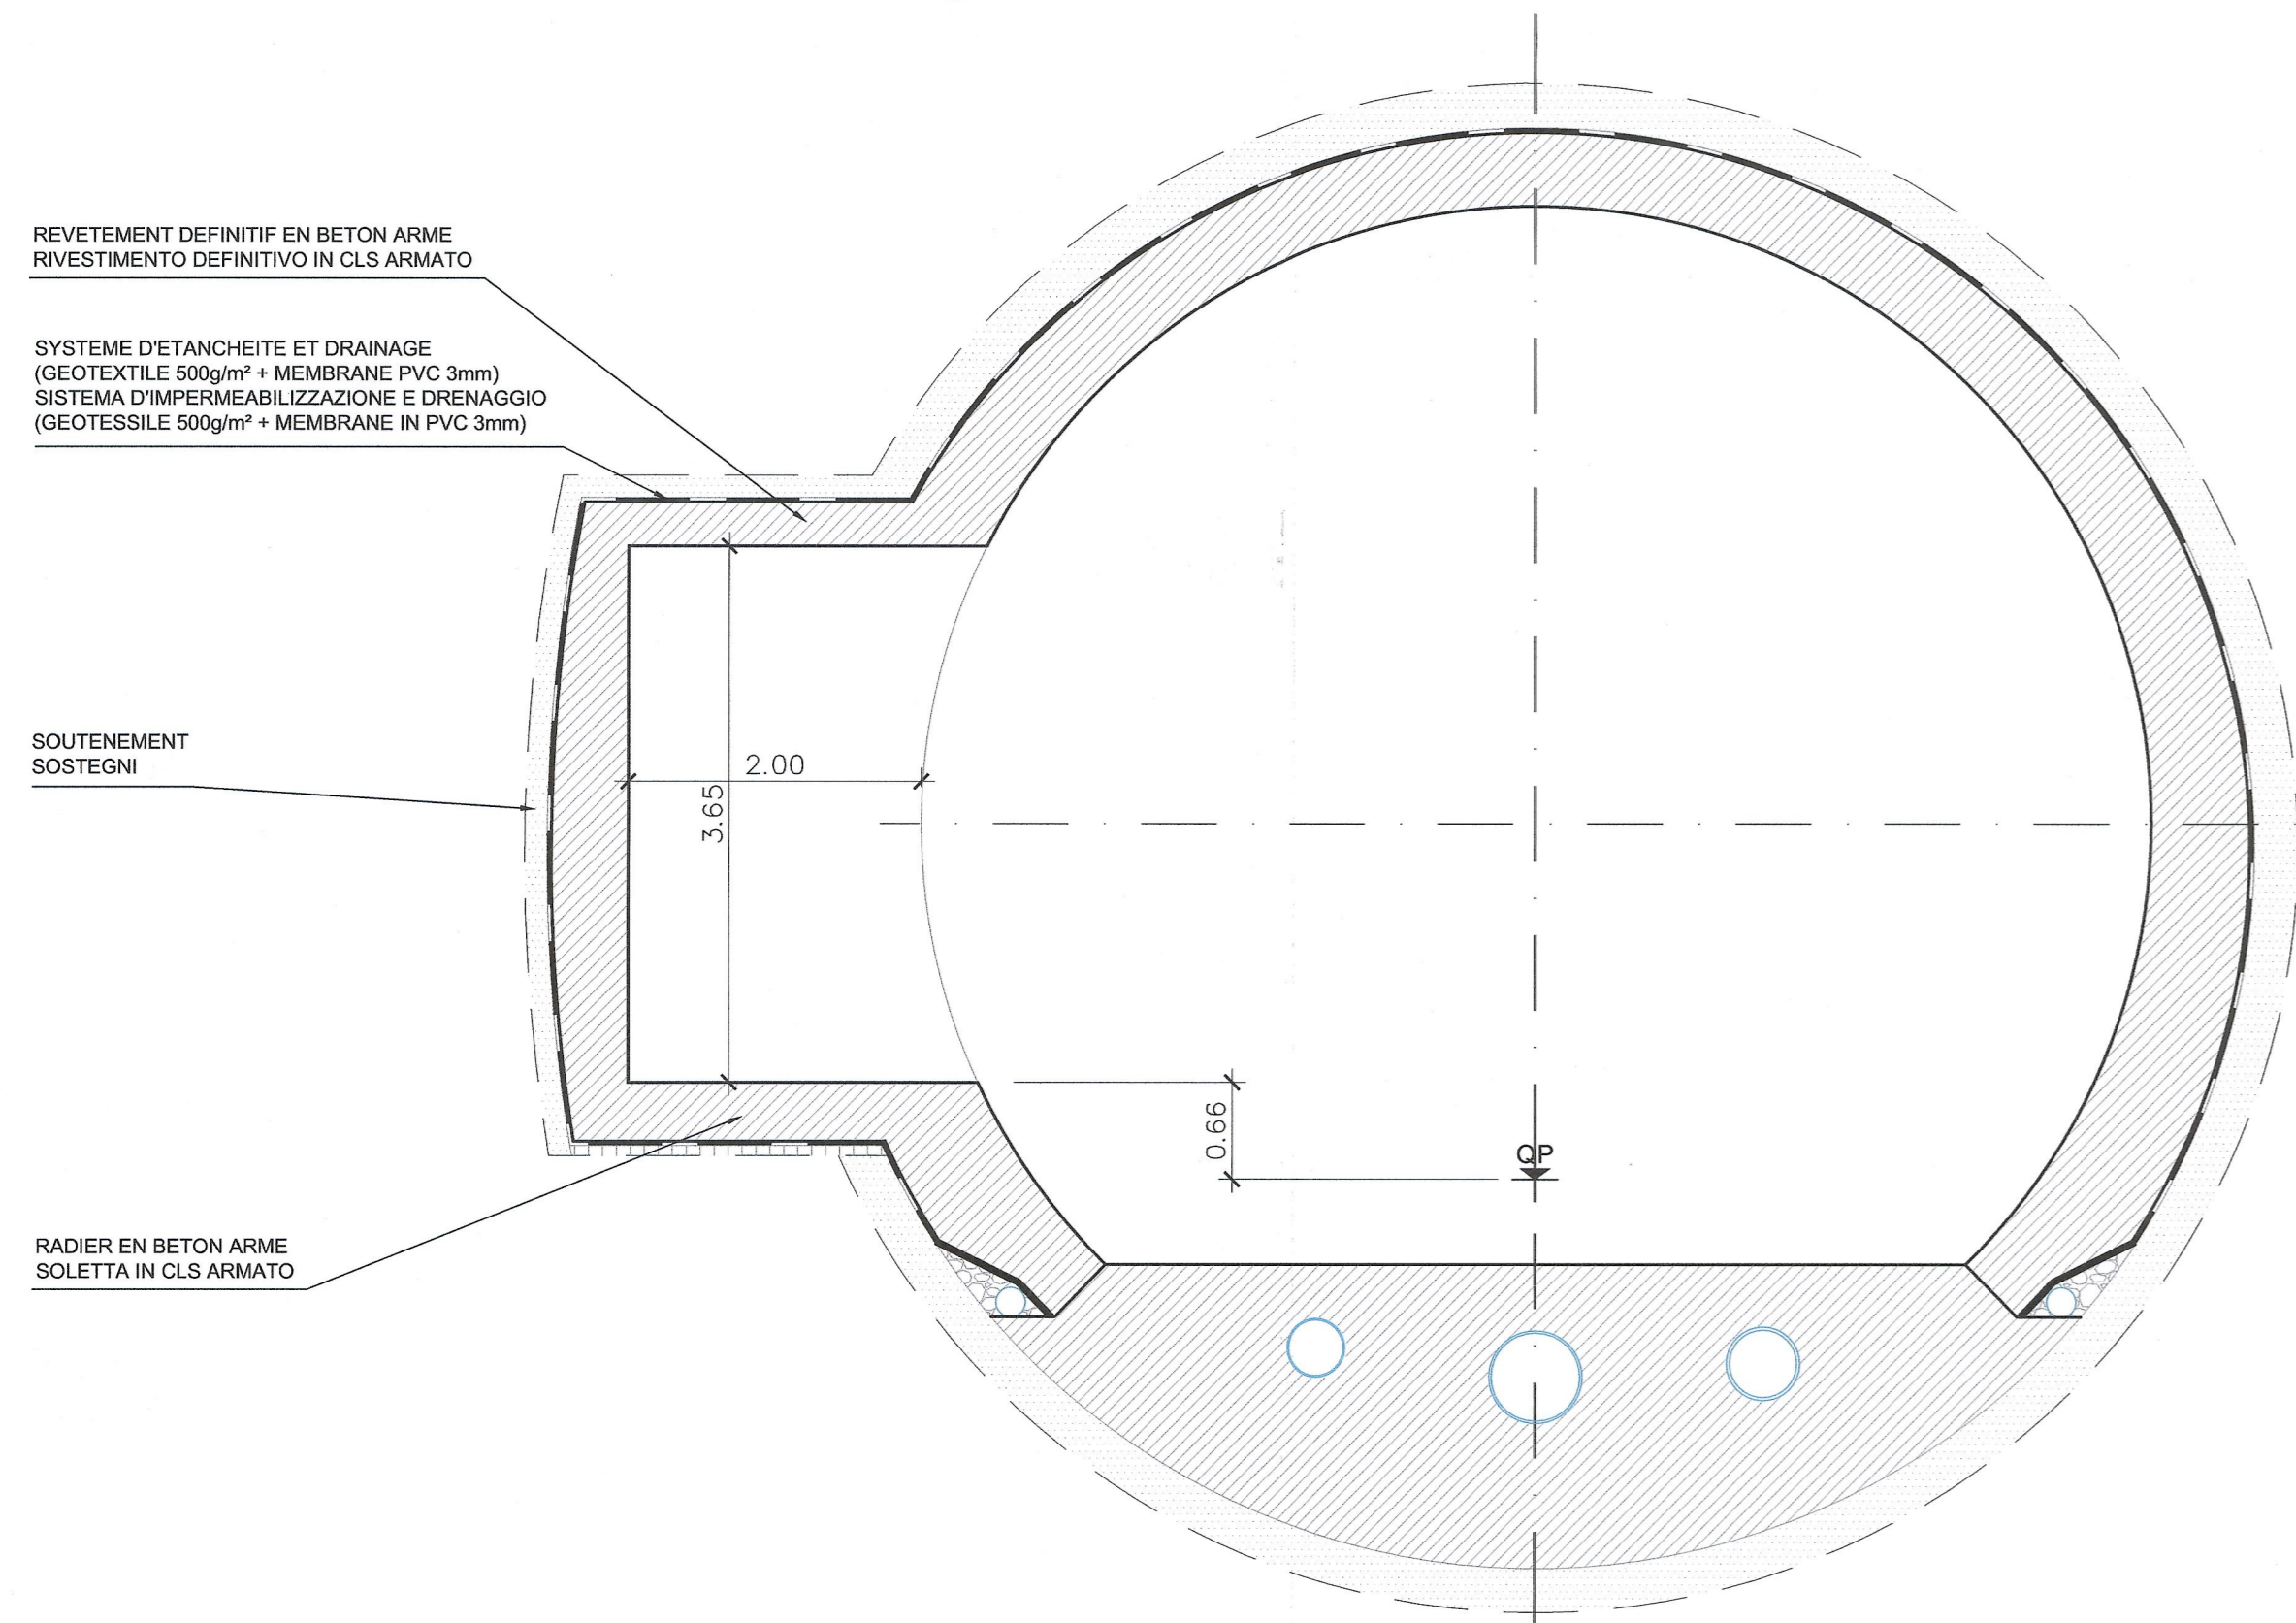 REVETEMENT DEFINITIF EN BETON ARME
RIVESTIMENTO DEFINITIVO IN CLS ARMATO
SYSTEME D'ETANCHEITE ET DRAINAGE
(GEOTEXTILE 500g/m² + MEMBRANE PVC 3mm)
SISTEMA D'IMPERMEABILIZZAZIONE E DRENAGGIO
(GEOTESSILE 500g/m² + MEMBRANE IN PVC 3mm)
SOUTENEMENT
SOSTEGNI
2.00
3.65
0.66
QP
RADIER EN BETON ARME
SOLETTA IN CLS ARMATO